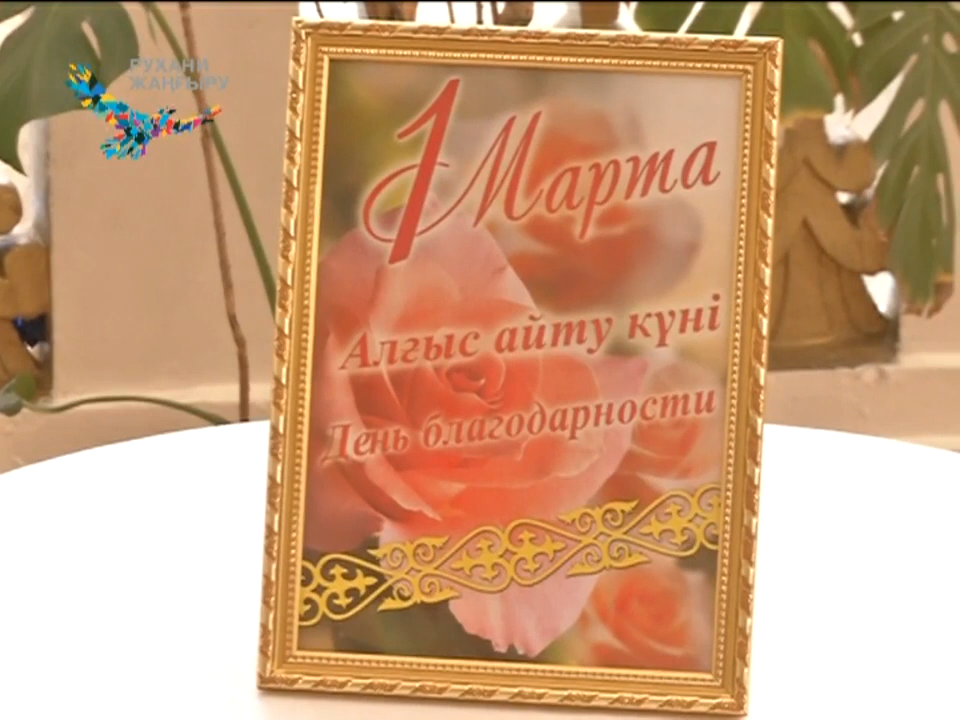 РУХАНИ
ЖАҢҒЫРУ
1 Марта
Алғыс айту күні
День благодарности